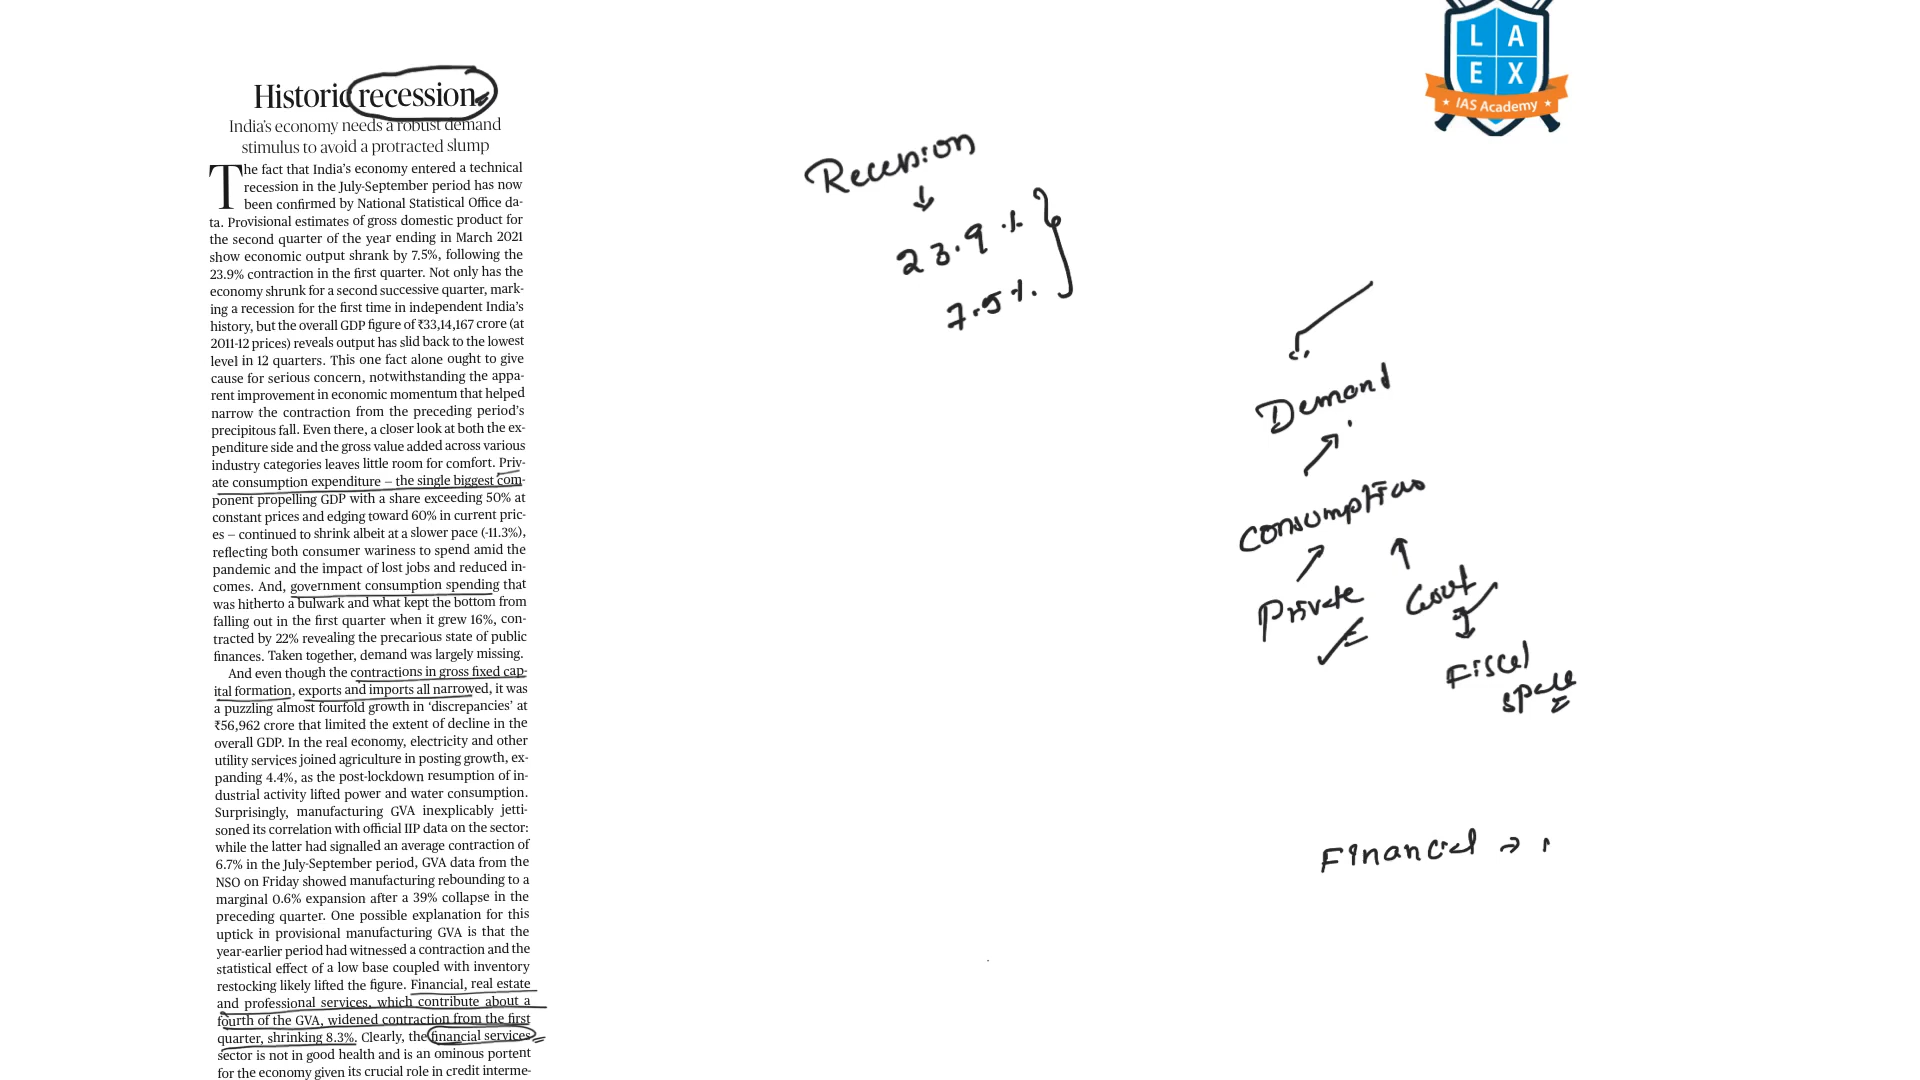 Historic recession
India's economy needs a robust demand
stimulus to avoid a protracted slump
The fact that India's economy entered a technical
recession in the July-September period has now
been confirmed by National Statistical Office da-
ta. Provisional estimates of gross domestic product for
the second quarter of the year ending in March 2021
show economic output shrank by 7.5%, following the
23.9% contraction in the first quarter. Not only has the
economy shrunk for a second successive quarter, mark-
ing a recession for the first time in independent India's
history, but the overall GDP figure of ₹33,14,167 crore (at
2011-12 prices) reveals output has slid back to the lowest
level in 12 quarters. This one fact alone ought to give
cause for serious concern, notwithstanding the appa-
rent improvement in economic momentum that helped
narrow the contraction from the preceding period's
precipitous fall. Even there, a closer look at both the ex-
penditure side and the gross value added across various
industry categories leaves little room for comfort. Priv-
ate consumption expenditure – the single biggest com-
ponent propelling GDP with a share exceeding 50% at
constant prices and edging toward 60% in current pric-
es – continued to shrink albeit at a slower pace (-11.3%),
reflecting both consumer wariness to spend amid the
pandemic and the impact of lost jobs and reduced in-
comes. And, government consumption spending that
was hitherto a bulwark and what kept the bottom from
falling out in the first quarter when it grew 16%, con-
tracted by 22% revealing the precarious state of public
finances. Taken together, demand was largely missing.
And even though the contractions in gross fixed cap-
ital formation, exports and imports all narrowed, it was
a puzzling almost fourfold growth in 'discrepancies' at
₹56,962 crore that limited the extent of decline in the
overall GDP. In the real economy, electricity and other
utility services joined agriculture in posting growth, ex-
panding 4.4%, as the post-lockdown resumption of in-
dustrial activity lifted power and water consumption.
Surprisingly, manufacturing GVA inexplicably jetti-
soned its correlation with official IIP data on the sector:
while the latter had signalled an average contraction of
6.7% in the July-September period, GVA data from the
NSO on Friday showed manufacturing rebounding to a
marginal 0.6% expansion after a 39% collapse in the
preceding quarter. One possible explanation for this
uptick in provisional manufacturing GVA is that the
year-earlier period had witnessed a contraction and the
statistical effect of a low base coupled with inventory
restocking likely lifted the figure. Financial, real estate
and professional services, which contribute about a
fourth of the GVA, widened contraction from the first
quarter, shrinking 8.3%. Clearly, the financial services
sector is not in good health and is an ominous portent
for the economy given its crucial role in credit interme-
Recession
23.9%
7.5%
L A
E X
IAS Academy
Demand
Consumption
Private Govt
Fiscal
space
Financial →